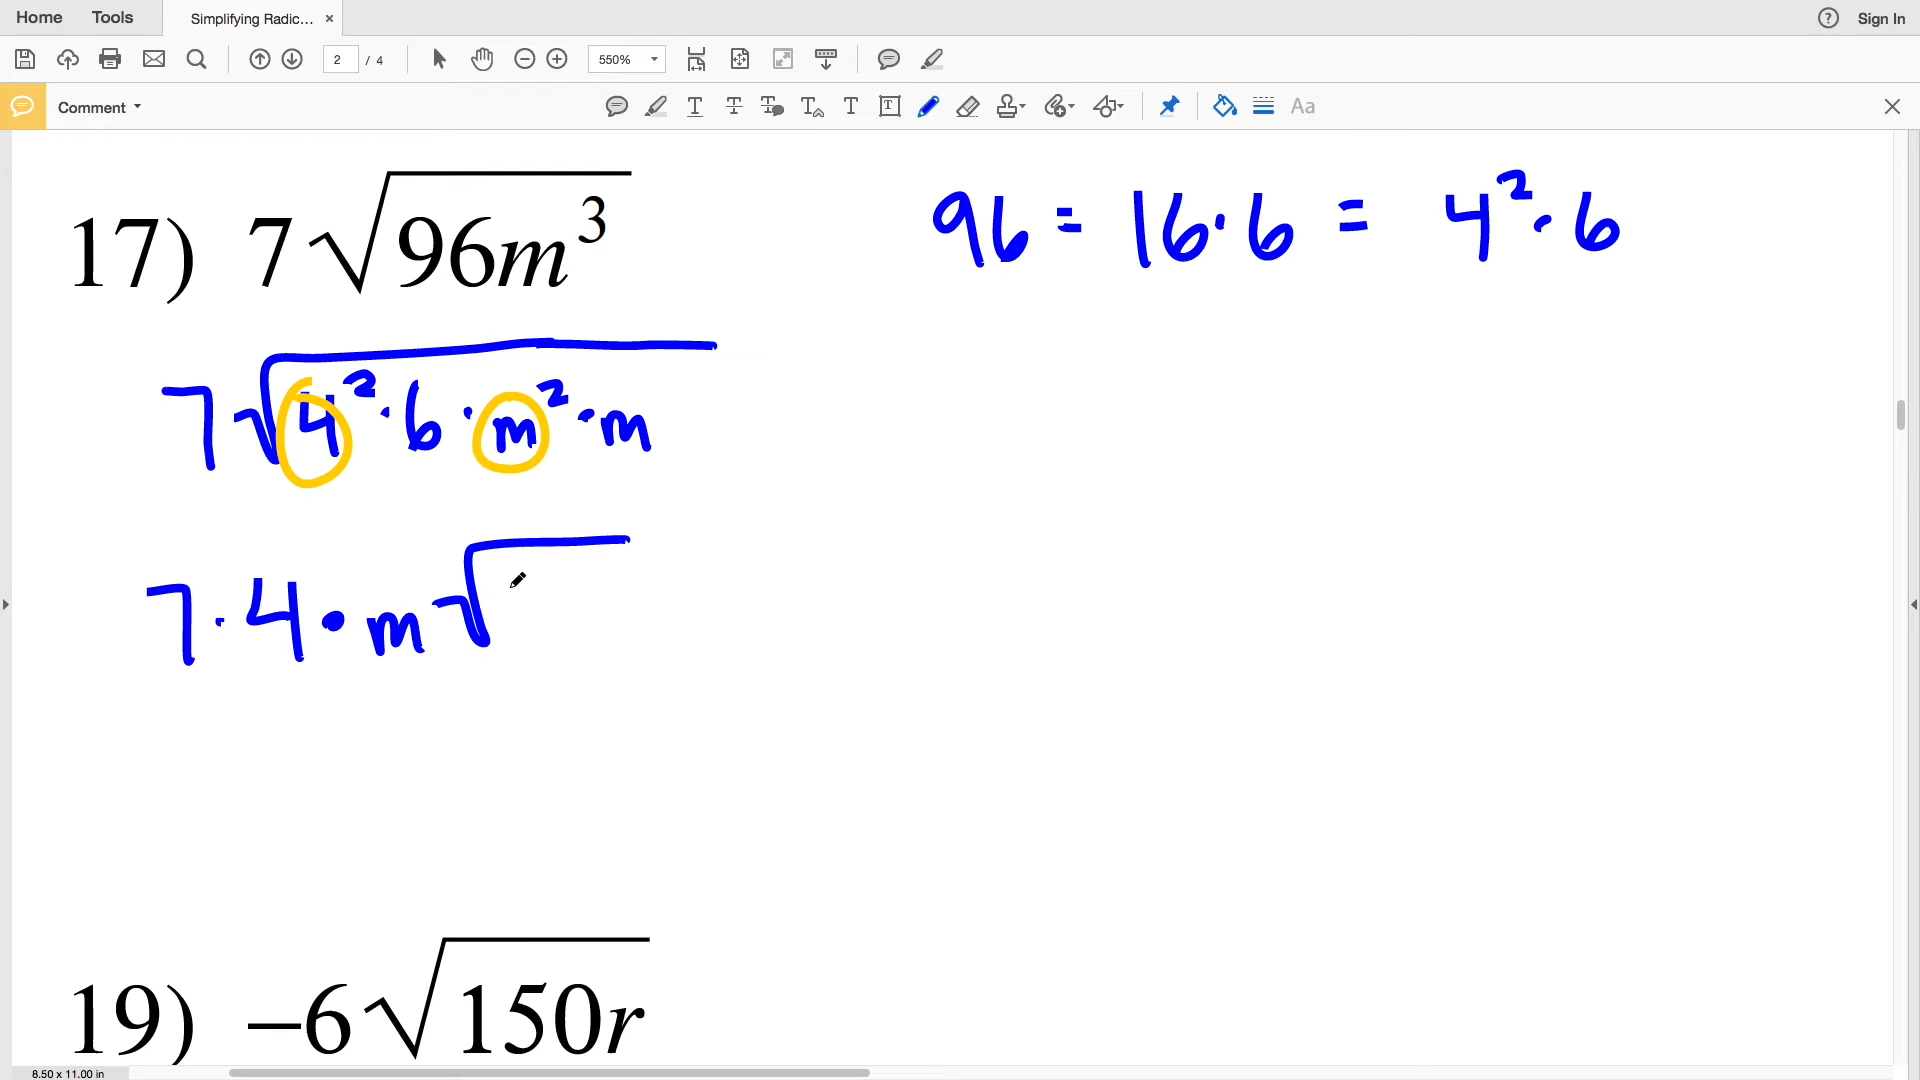 Home Tools Simplifying Radic... × ? Sign In
2 / 4 550%
Comment T T T T T T Aa
17) 7√96m³ 96 = 16·6 = 4²·6
7√4²·6·m²·m
7·4·m√
19) –6√150r
8.50 x 11.00 in